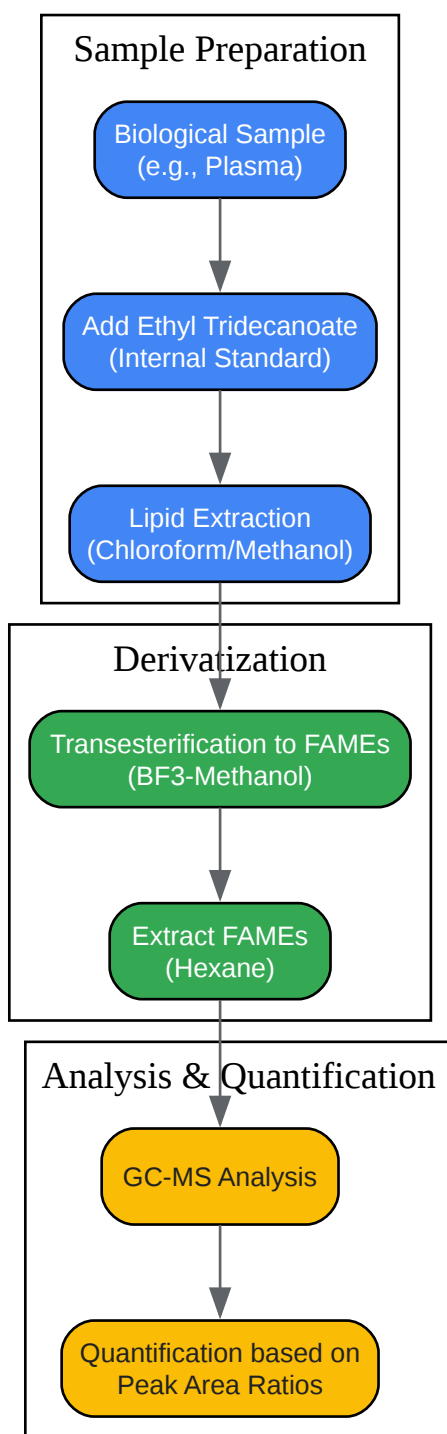 Sample Preparation
Biological Sample
(e.g., Plasma)
Add Ethyl Tridecanoate
(Internal Standard)
Lipid Extraction
(Chloroform/Methanol)
Derivatization
Transesterification to FAMEs
(BF3-Methanol)
Extract FAMEs
(Hexane)
Analysis & Quantification
GC-MS Analysis
Quantification based on
Peak Area Ratios